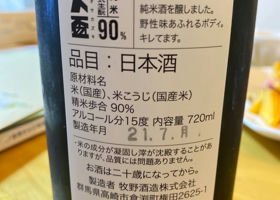 米
90%
純米酒を醸しました。
野性味あふれるボディ。
キレてます。
品目：日本酒
原材料名
米(国産)、米こうじ(国産米)
精米歩合 90%
アルコール分15度 内容量 720ml
製造年月 21.7月
*米の成分が凝固し滓が沈殿することがあり
ますが、品質には問題ありません。
お酒は二十歳になってから。
製造者 牧野酒造株式会社
群馬県高崎市倉渕町権田2625-1